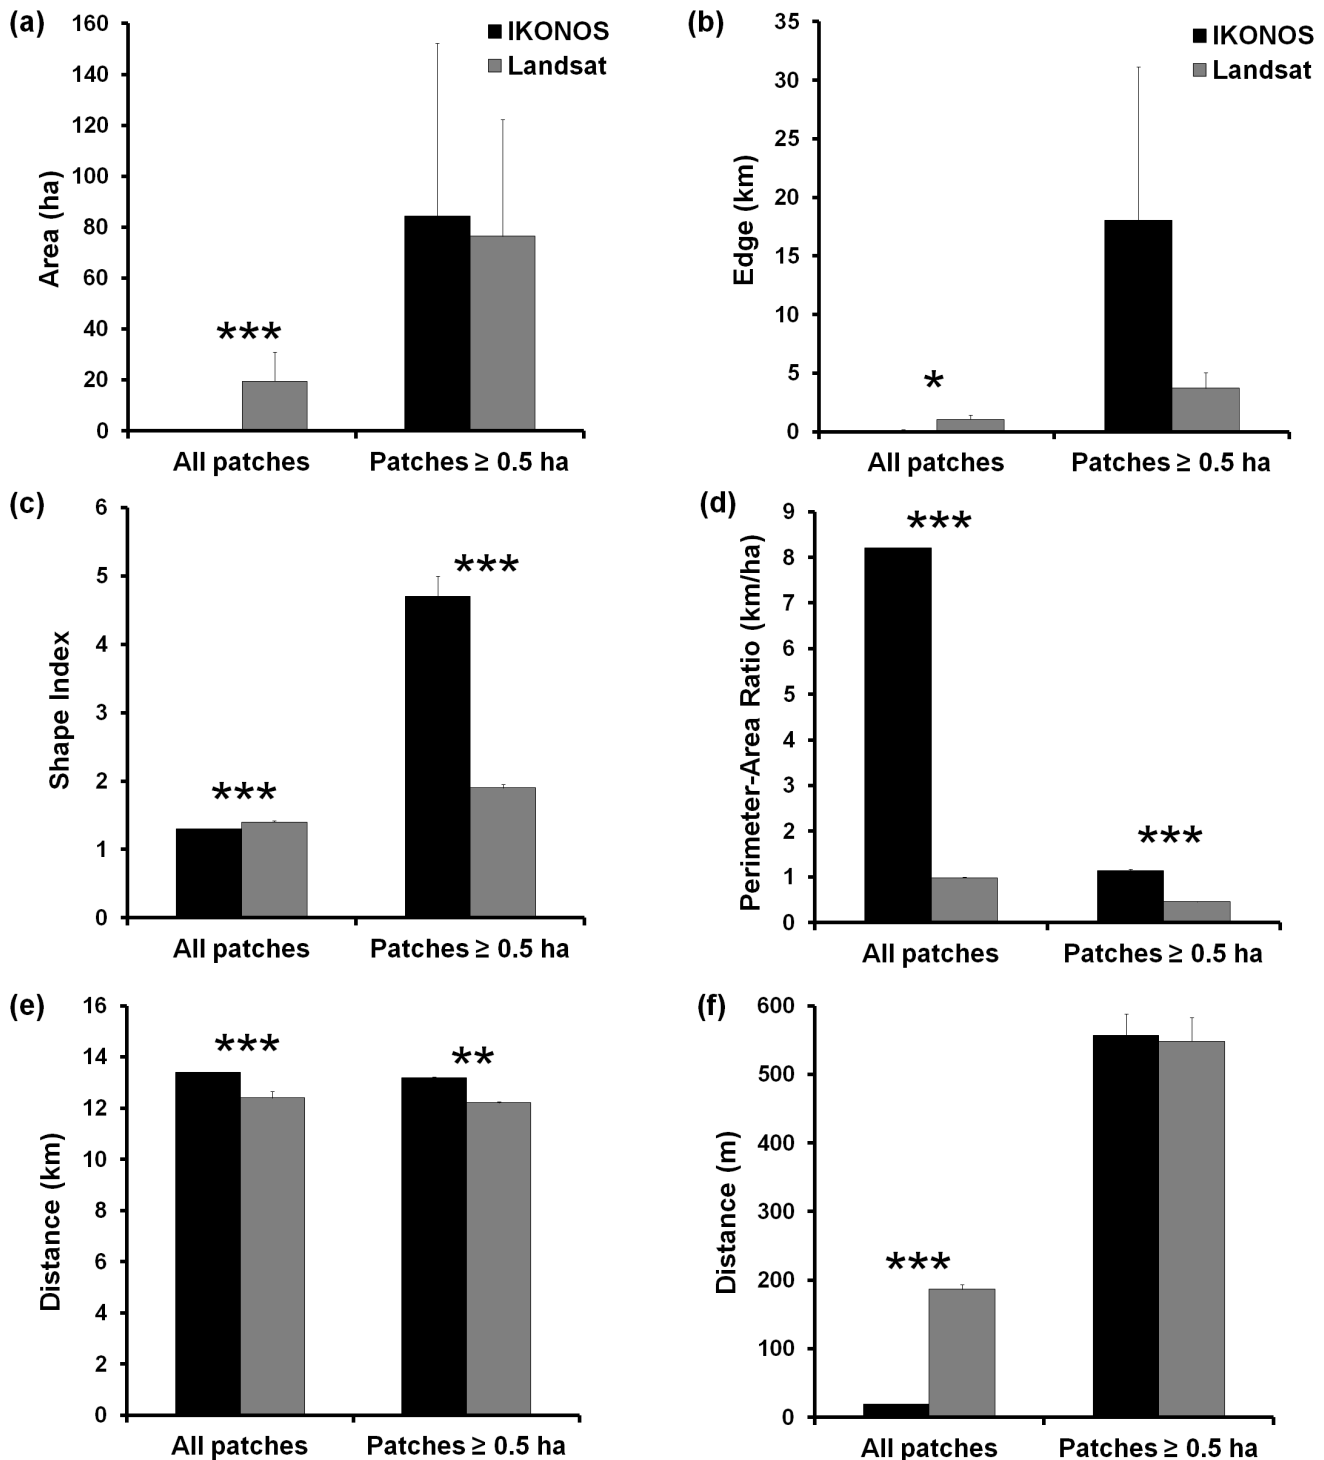 (a)
160
140
120
100
80
60
40
20
0
Area (ha)
IKONOS
Landsat
***
All patches
Patches ≥ 0.5 ha
(b)
35
30
25
20
15
10
5
0
Edge (km)
IKONOS
Landsat
*
All patches
Patches ≥ 0.5 ha
(c)
6
5
4
3
2
1
0
Shape Index
***
***
All patches
Patches ≥ 0.5 ha
(d)
9
8
7
6
5
4
3
2
1
0
Perimeter-Area Ratio (km/ha)
***
***
All patches
Patches ≥ 0.5 ha
(e)
16
14
12
10
8
6
4
2
0
Distance (km)
***
**
All patches
Patches ≥ 0.5 ha
(f)
600
500
400
300
200
100
0
Distance (m)
***
All patches
Patches ≥ 0.5 ha